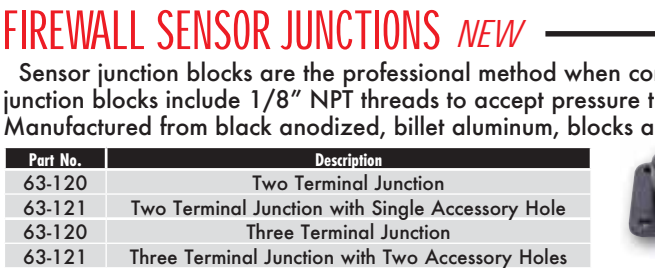 FIREWALL SENSOR JUNCTIONS NEW
Sensor junction blocks are the professional method when
junction blocks include 1/8” NPT threads to accept pressure
Manufactured from black anodized, billet aluminum, blocks
Part No. Description
63-120 Two Terminal Junction
63-121 Two Terminal Junction with Single Accessory Hole
63-120 Three Terminal Junction
63-121 Three Terminal Junction with Two Accessory Holes